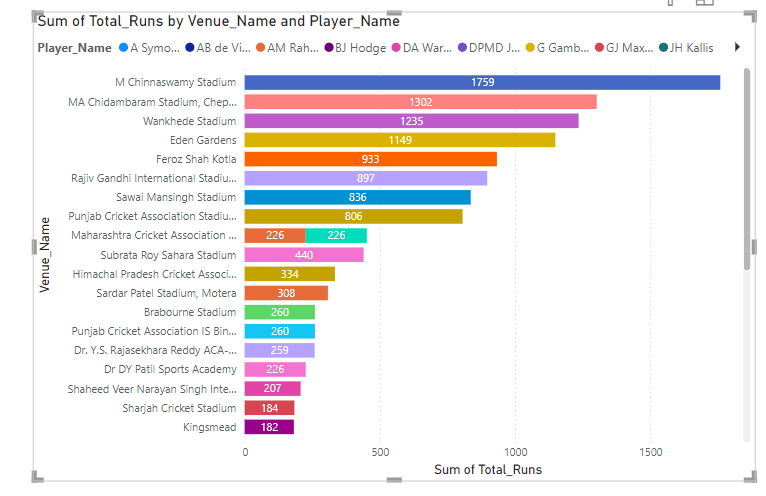 Sum of Total_Runs by Venue_Name and Player_Name
Player_Name A Symo... AB de Vi... AM Rah... BJ Hodge DA War... DPMD J... G Gamb... GJ Max... JH Kallis
M Chinnaswamy Stadium 1759
MA Chidambaram Stadium, Chep... 1302
Wankhede Stadium 1235
Eden Gardens 1149
Feroz Shah Kotla 933
Rajiv Gandhi International Stadiu... 897
Sawai Mansingh Stadium 836
Punjab Cricket Association Stadiu... 806
Maharashtra Cricket Association ... 226 226
Subrata Roy Sahara Stadium 440
Himachal Pradesh Cricket Associ... 334
Sardar Patel Stadium, Motera 308
Brabourne Stadium 260
Punjab Cricket Association IS Bin... 260
Dr. Y.S. Rajasekhara Reddy ACA-... 259
Dr DY Patil Sports Academy 226
Shaheed Veer Narayan Singh Inte... 207
Sharjah Cricket Stadium 184
Kingsmead 182
Venue_Name
0 500 1000 1500
Sum of Total_Runs